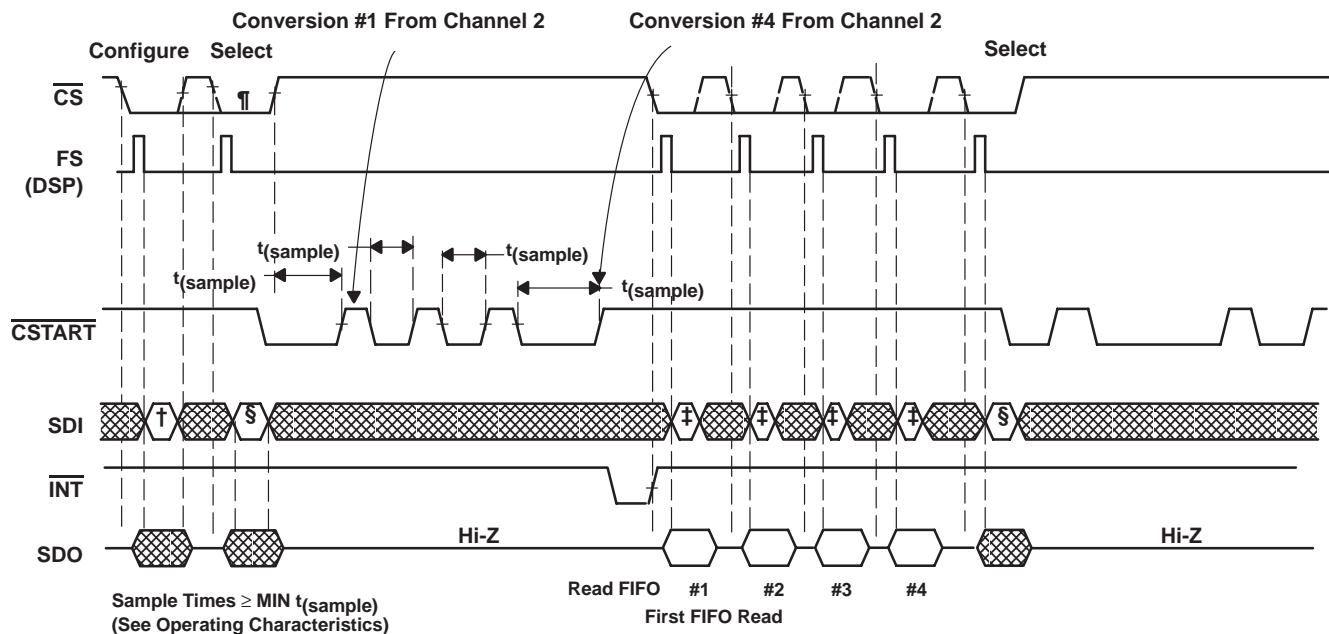 Conversion #1 From Channel 2 Conversion #4 From Channel 2
Configure Select Select
CS ¶
FS
(DSP)
t(sample) t(sample)
t(sample) t(sample)
CSTART
SDI † § ‡ ‡ ‡ ‡ §
INT
SDO Hi-Z Hi-Z
Read FIFO #1 #2 #3 #4
First FIFO Read
Sample Times ≥ MIN t(sample)
(See Operating Characteristics)